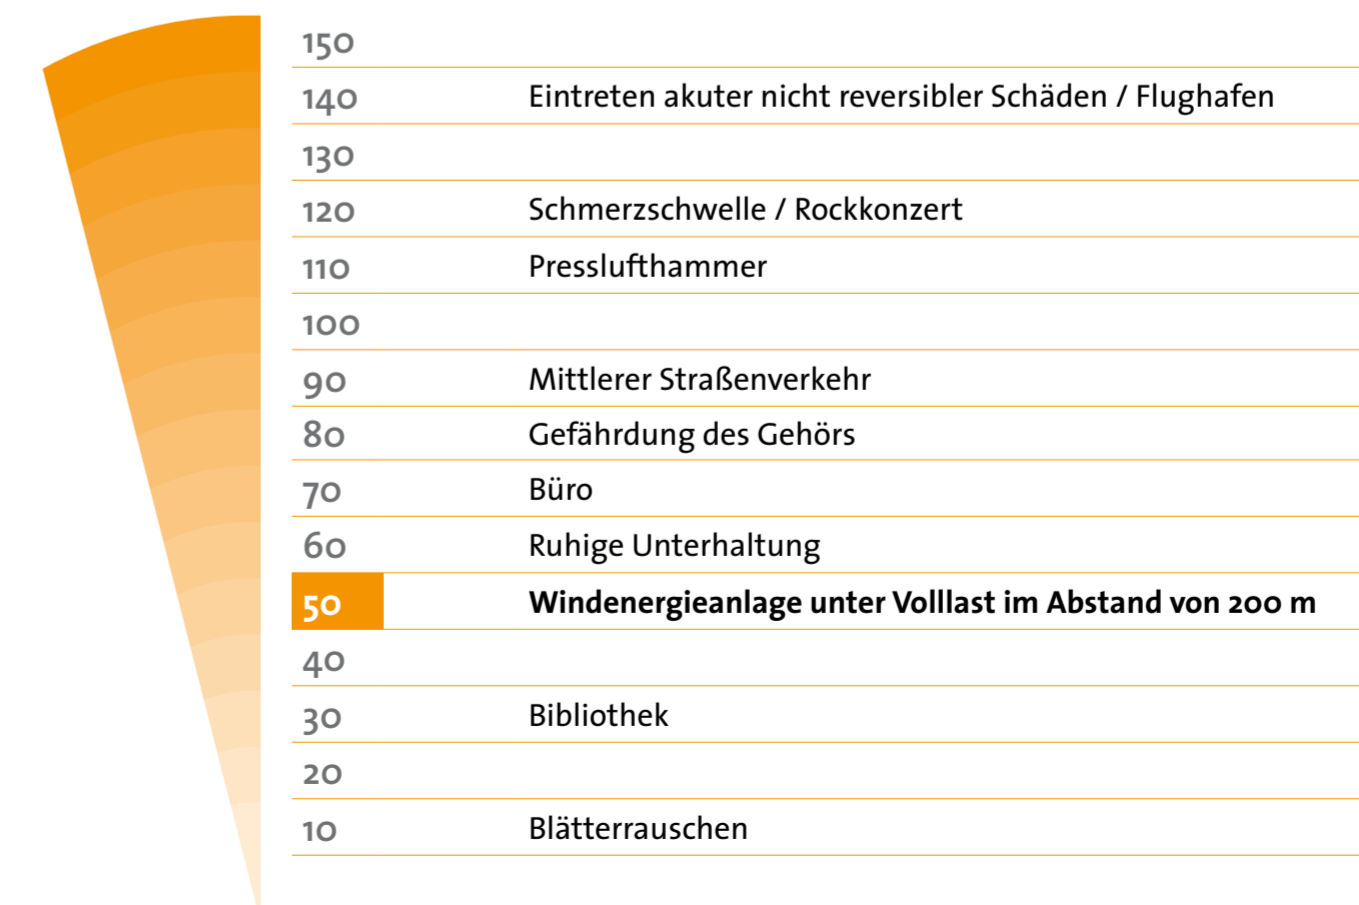 150
140 Eintreten akuter nicht reversibler Schäden / Flughafen
130
120 Schmerzschwelle / Rockkonzert
110 Presslufthammer
100
90 Mittlerer Straßenverkehr
80 Gefährdung des Gehörs
70 Büro
60 Ruhige Unterhaltung
50 Windenergieanlage unter Volllast im Abstand von 200 m
40
30 Bibliothek
20
10 Blätterrauschen